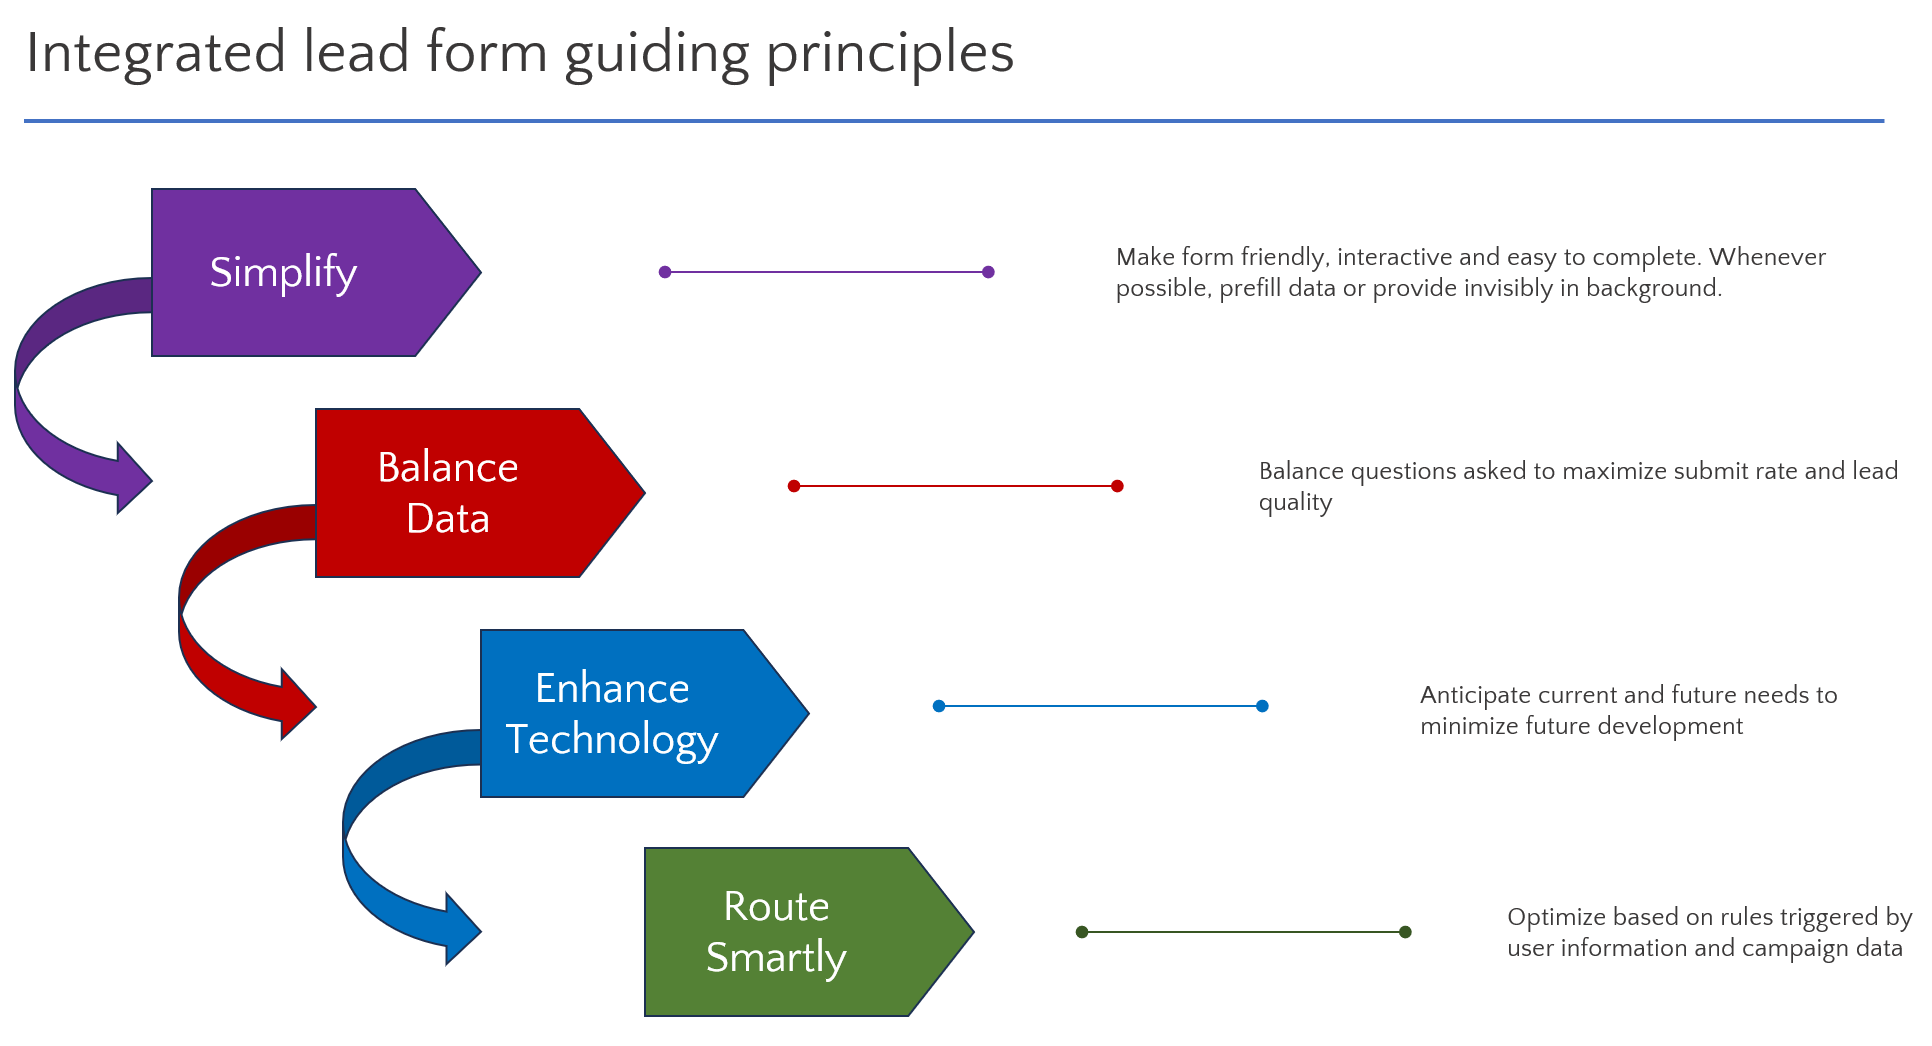 Integrated lead form guiding principles
Simplify
Make form friendly, interactive and easy to complete. Whenever
possible, prefill data or provide invisibly in background.
Balance
Data
Balance questions asked to maximize submit rate and lead
quality
Enhance
Technology
Anticipate current and future needs to
minimize future development
Route
Smartly
Optimize based on rules triggered by
user information and campaign data